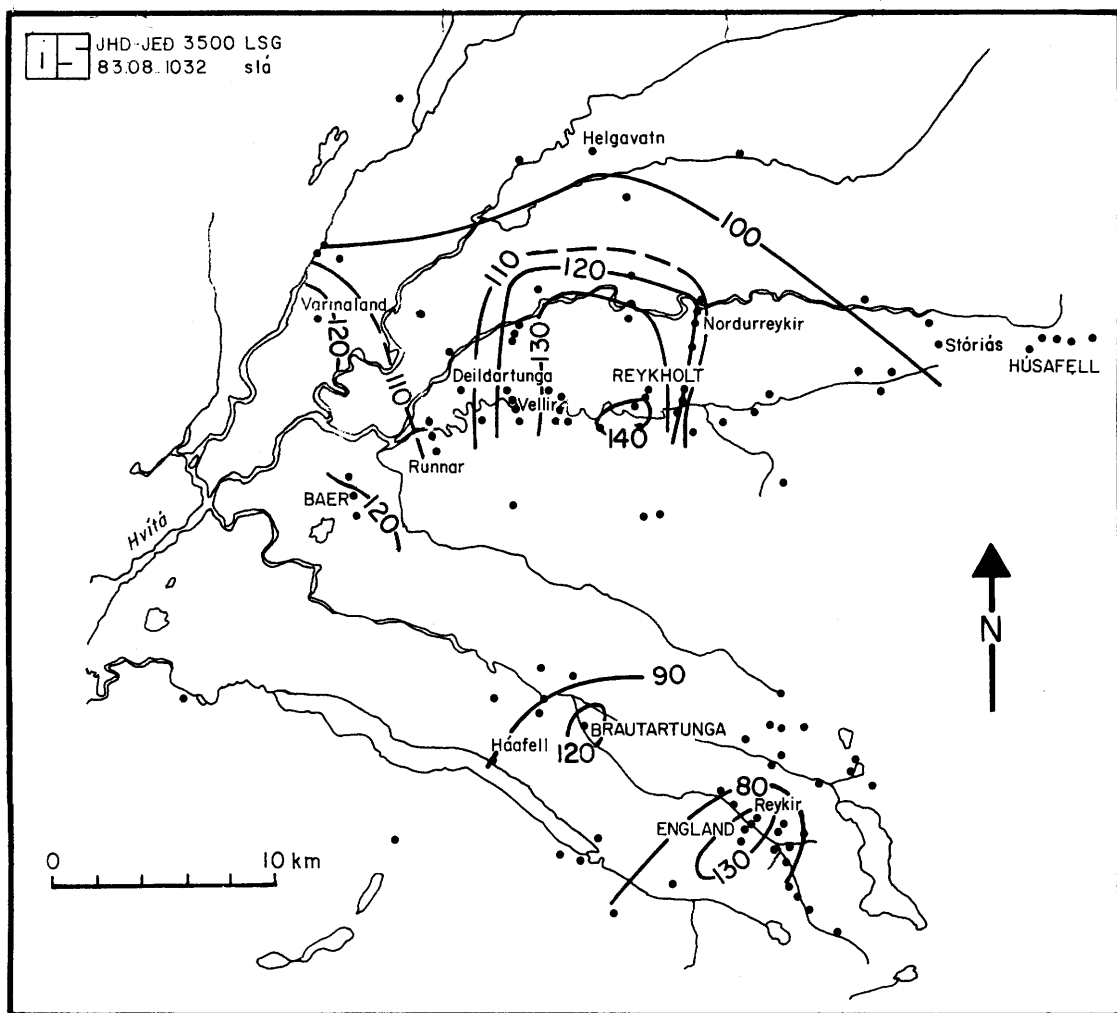 JHD-JEÐ 3500 LSG
83.08.1032 slá
Helgavatn
100
110
120
Varmaland
120
Nordurreykir
Stóriás
HÚSAFELL
130
Deildartunga
REYKHOLT
110
Vellir
140
Runnar
BAER
120
Hvítá
N
90
BRAUTARTUNGA
Háafell
120
80
Reykir
ENGLAND
130
0 10 km